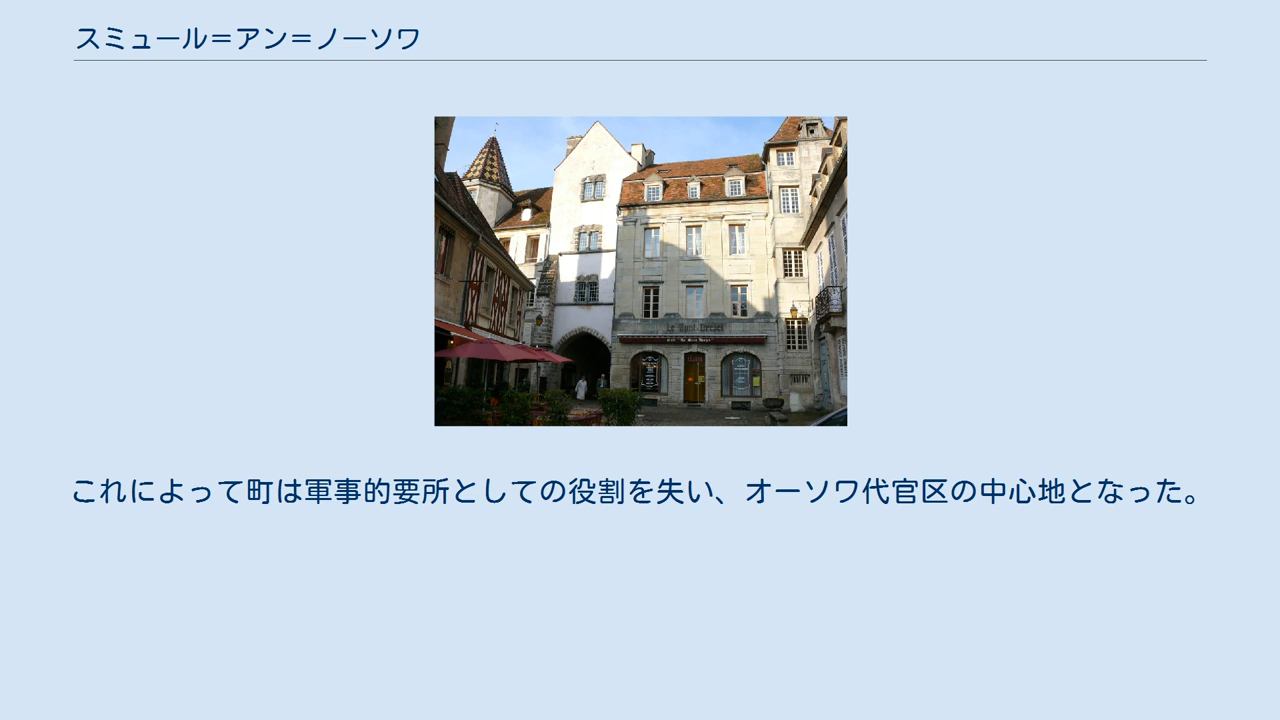 スミュール＝アン＝ノーソワ
これによって町は軍事的要所としての役割を失い、オーソワ代官区の中心地となった。